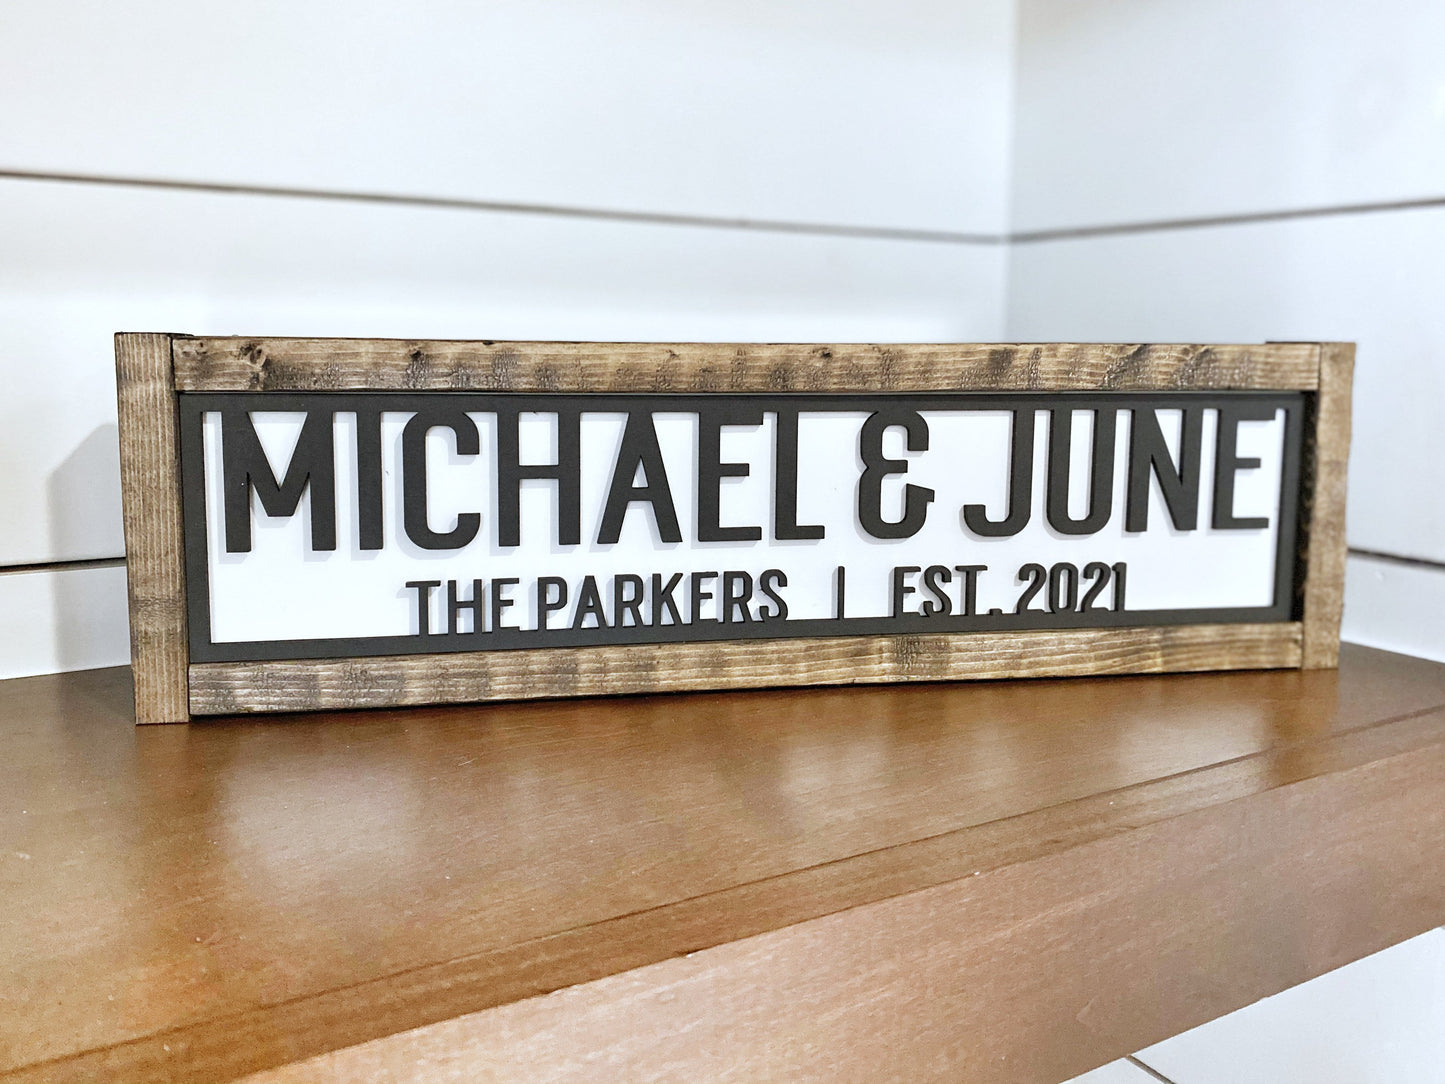 MICHAEL & JUNE
THE PARKERS | EST. 2021